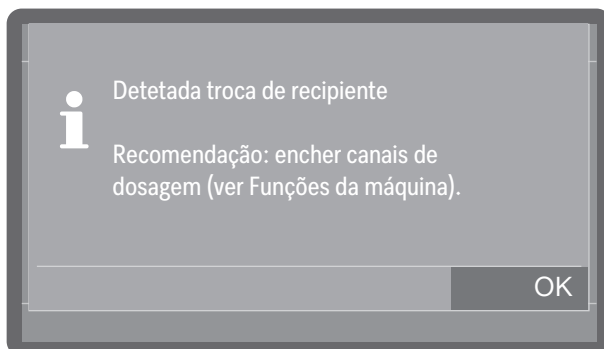 Detetada troca de recipiente
Recomendação: encher canais de
dosagem (ver Funções da máquina).
OK